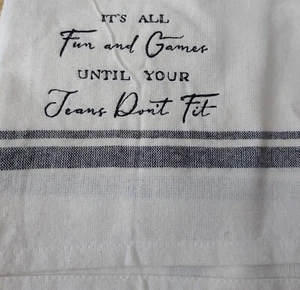 IT'S ALL
Fun and Games
UNTIL YOUR
Jeans Don't Fit